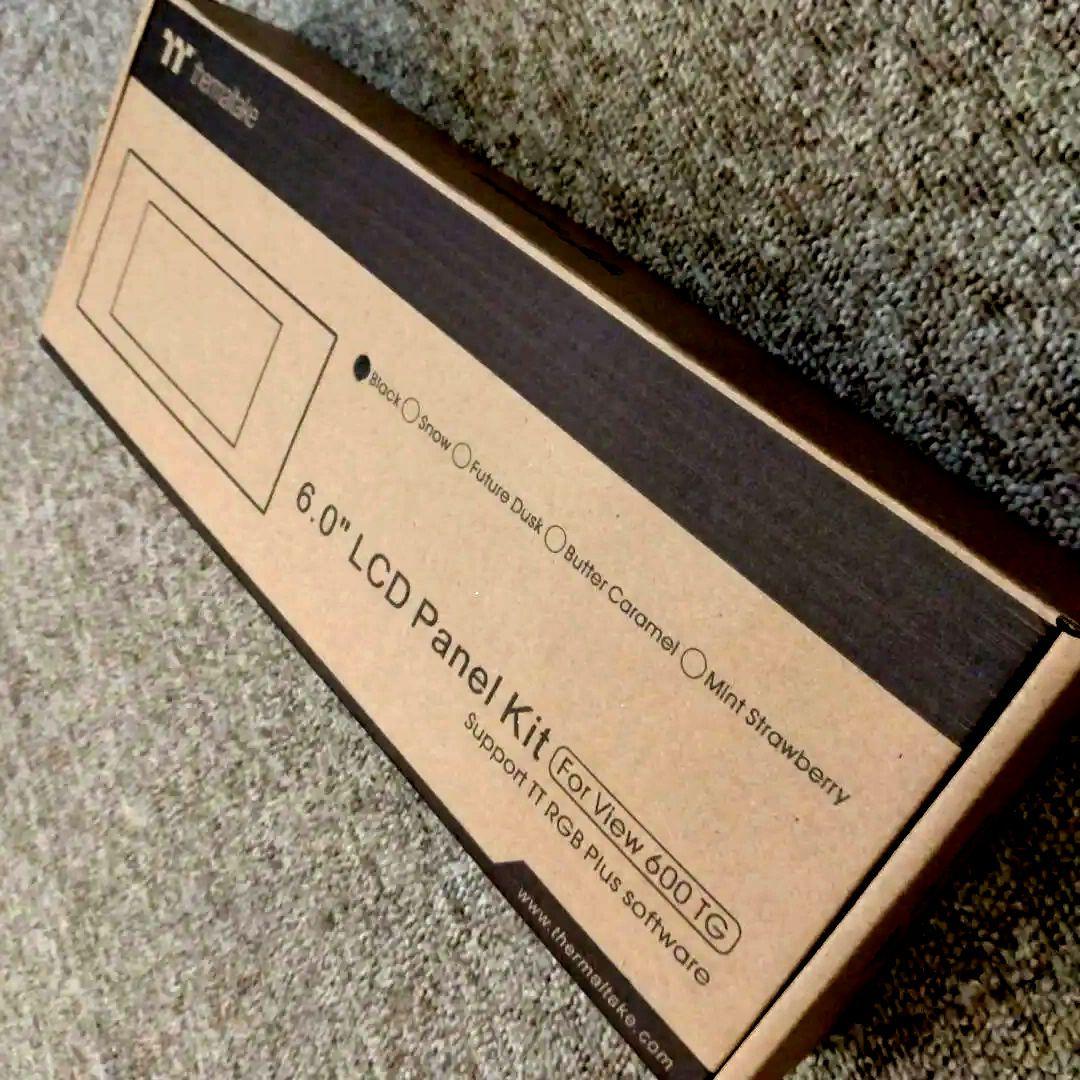 thermaltake
Black Snow Future Dusk Butter Caramel Mint Strawberry
6.0" LCD Panel Kit For View 600 TG
Support TT RGB Plus software
www.thermaltake.com